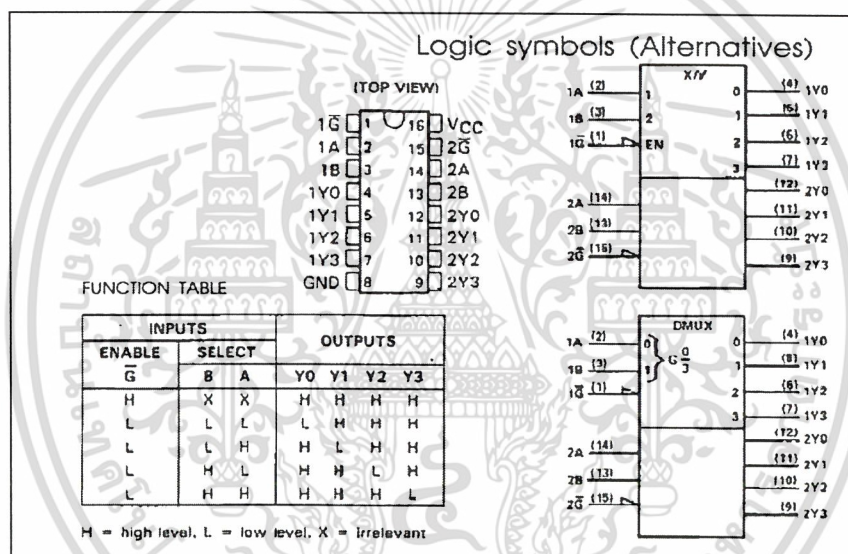 Logic symbols (Alternatives)
(TOP VIEW)
1G̅ 1 16 VCC
1A 2 15 2G̅
1B 3 14 2A
1Y0 4 13 2B
1Y1 5 12 2Y0
1Y2 6 11 2Y1
1Y3 7 10 2Y2
GND 8 9 2Y3
X/Y
1A (2) 1 0 (4) 1Y0
1B (3) 2 1 (5) 1Y1
1G̅ (1) EN 2 (6) 1Y2
3 (7) 1Y3
(12) 2Y0
2A (14) (11) 2Y1
2B (13) (10) 2Y2
2G̅ (15) (9) 2Y3
FUNCTION TABLE
INPUTS OUTPUTS
ENABLE SELECT
G̅ B A Y0 Y1 Y2 Y3
H X X H H H H
L L L L H H H
L L H H L H H
L H L H H L H
L H H H H H L
H = high level, L = low level, X = irrelevant
DMUX
1A (2) 0 0 (4) 1Y0
1B (3) 1 G 0/3 1 (5) 1Y1
1G̅ (1) 2 (6) 1Y2
3 (7) 1Y3
(12) 2Y0
2A (14) (11) 2Y1
2B (13) (10) 2Y2
2G̅ (15) (9) 2Y3